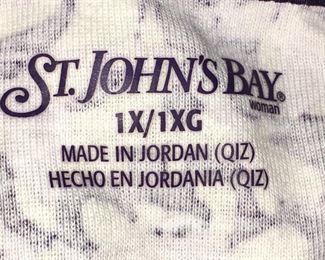 ST. JOHN'S BAY®
woman
1X/1XG
MADE IN JORDAN (QIZ)
HECHO EN JORDANIA (QIZ)